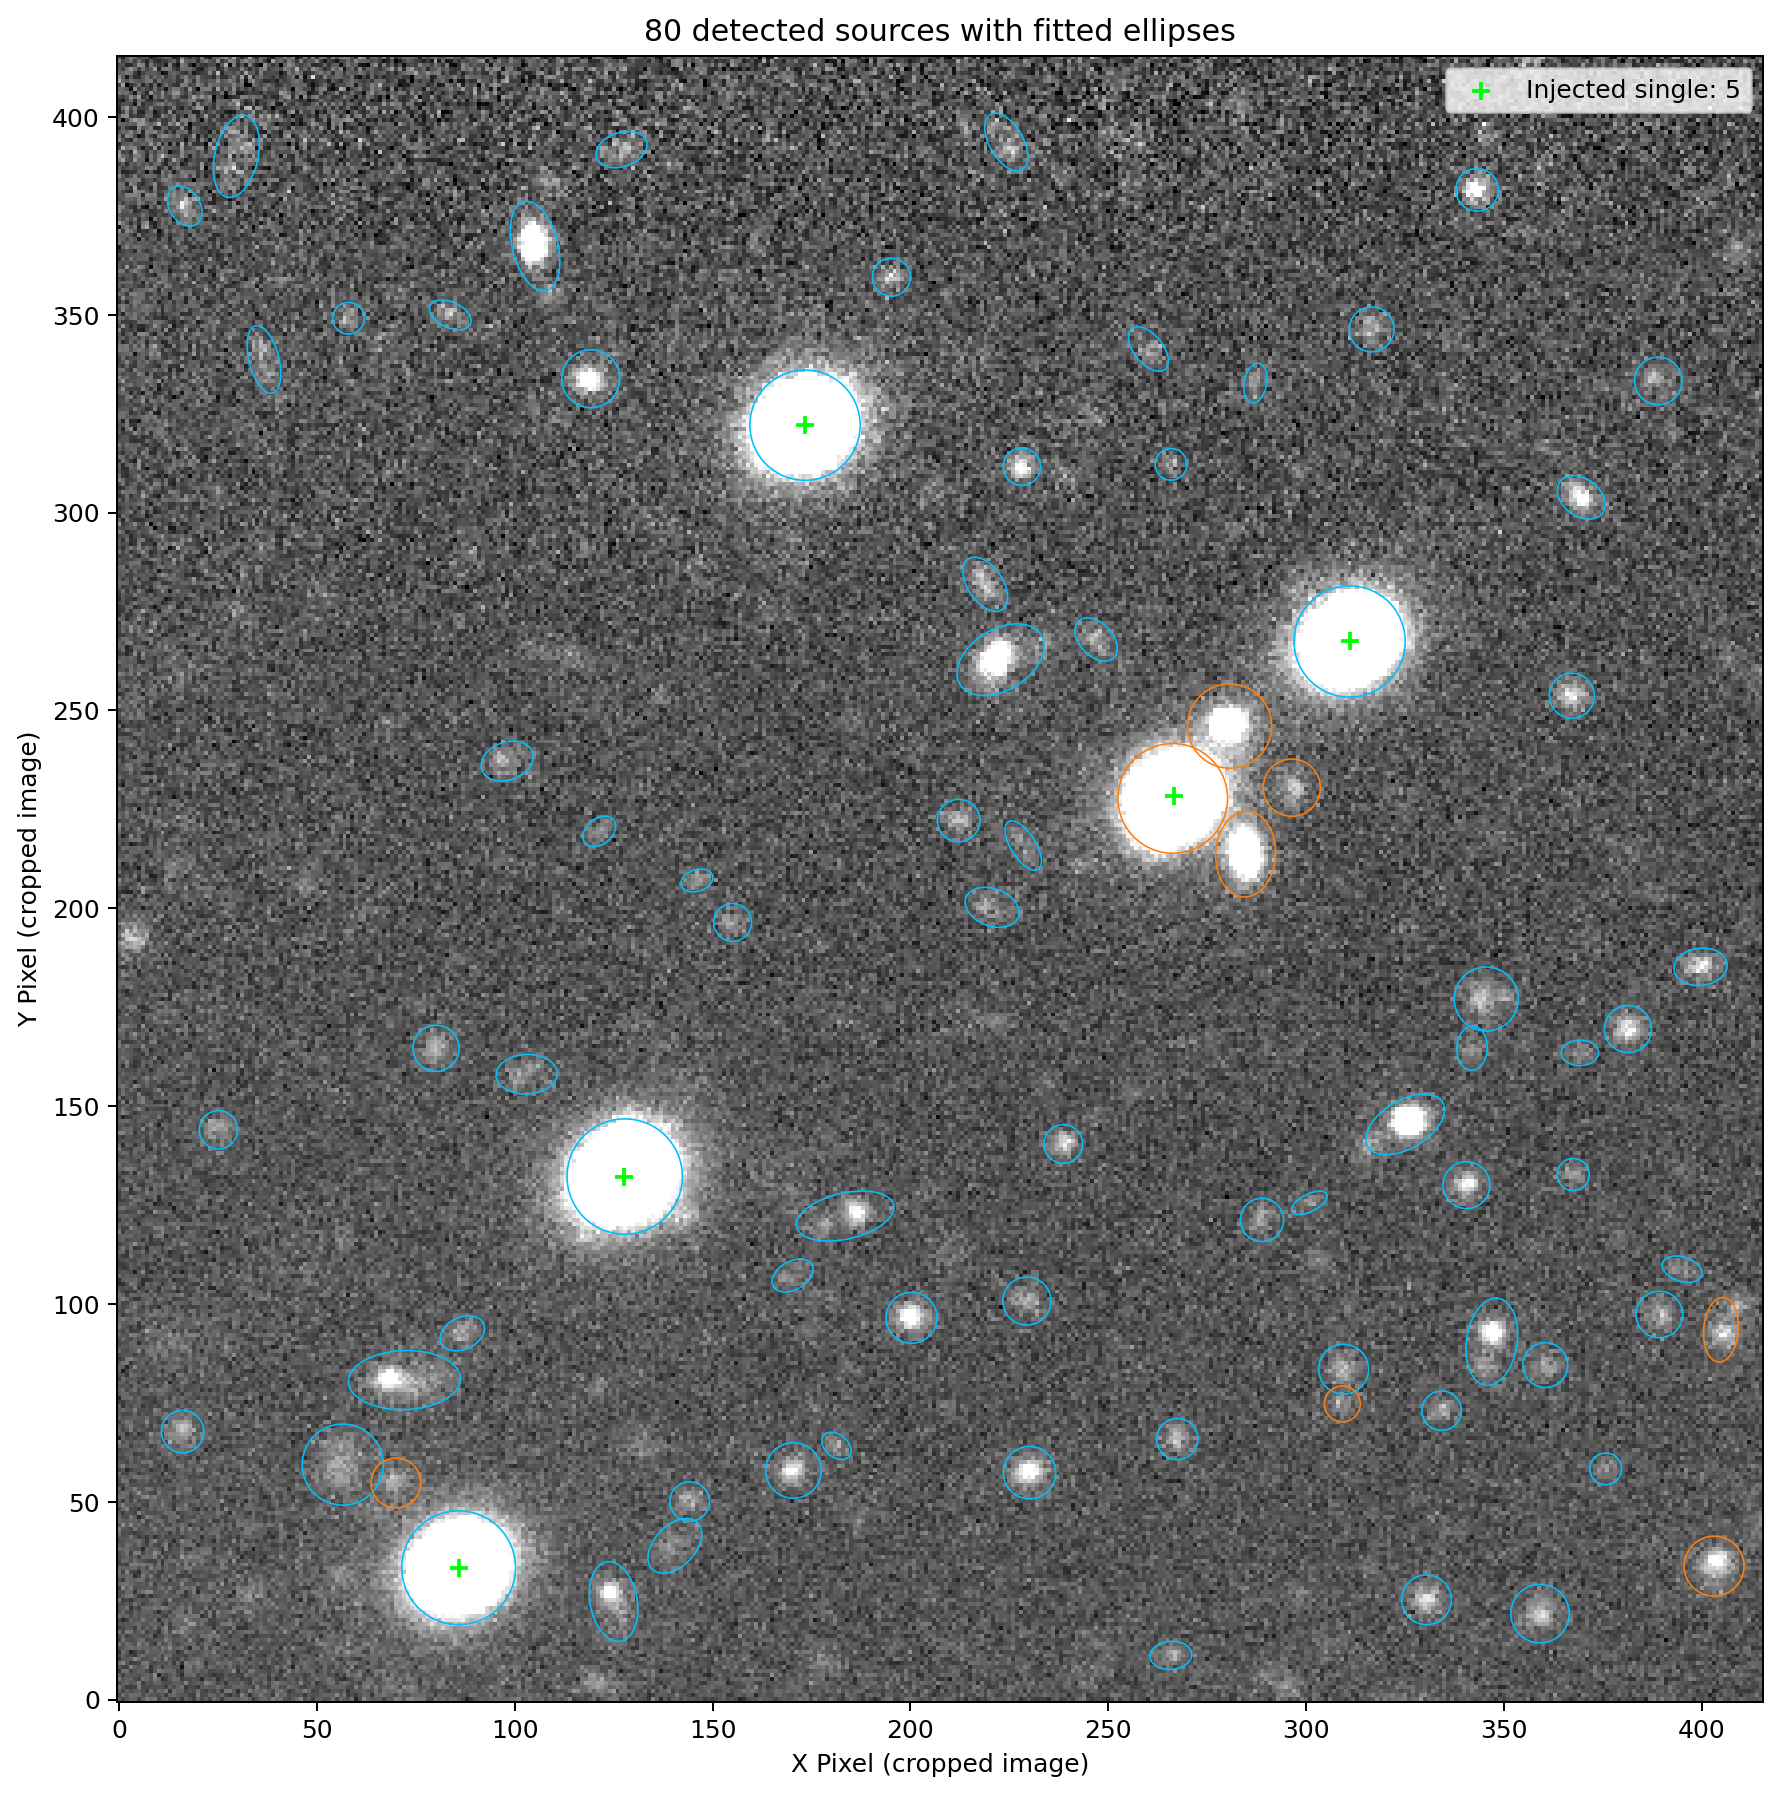 80 detected sources with fitted ellipses
Injected single: 5
Y Pixel (cropped image)
400
350
300
250
200
150
100
50
0
0 50 100 150 200 250 300 350 400
X Pixel (cropped image)